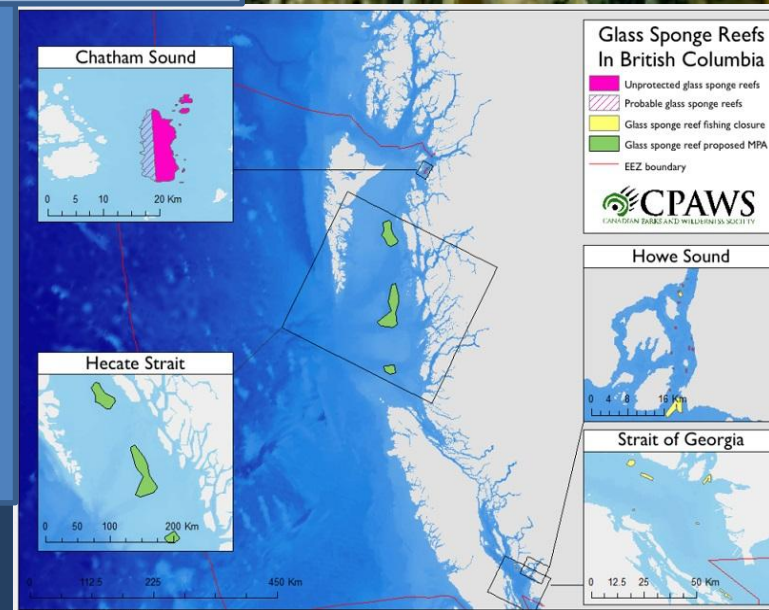 Glass Sponge Reefs
In British Columbia
Unprotected glass sponge reefs
Probable glass sponge reefs
Glass sponge reef fishing closure
Glass sponge reef proposed MPA
EEZ boundary
CPAWS
CANADIAN PARKS AND WILDERNESS SOCIETY
Chatham Sound
0 5 10 20 Km
Hecate Strait
0 50 100 200 Km
Howe Sound
0 4 8 16 Km
Strait of Georgia
0 12.5 25 50 Km
0 112.5 225 450 Km